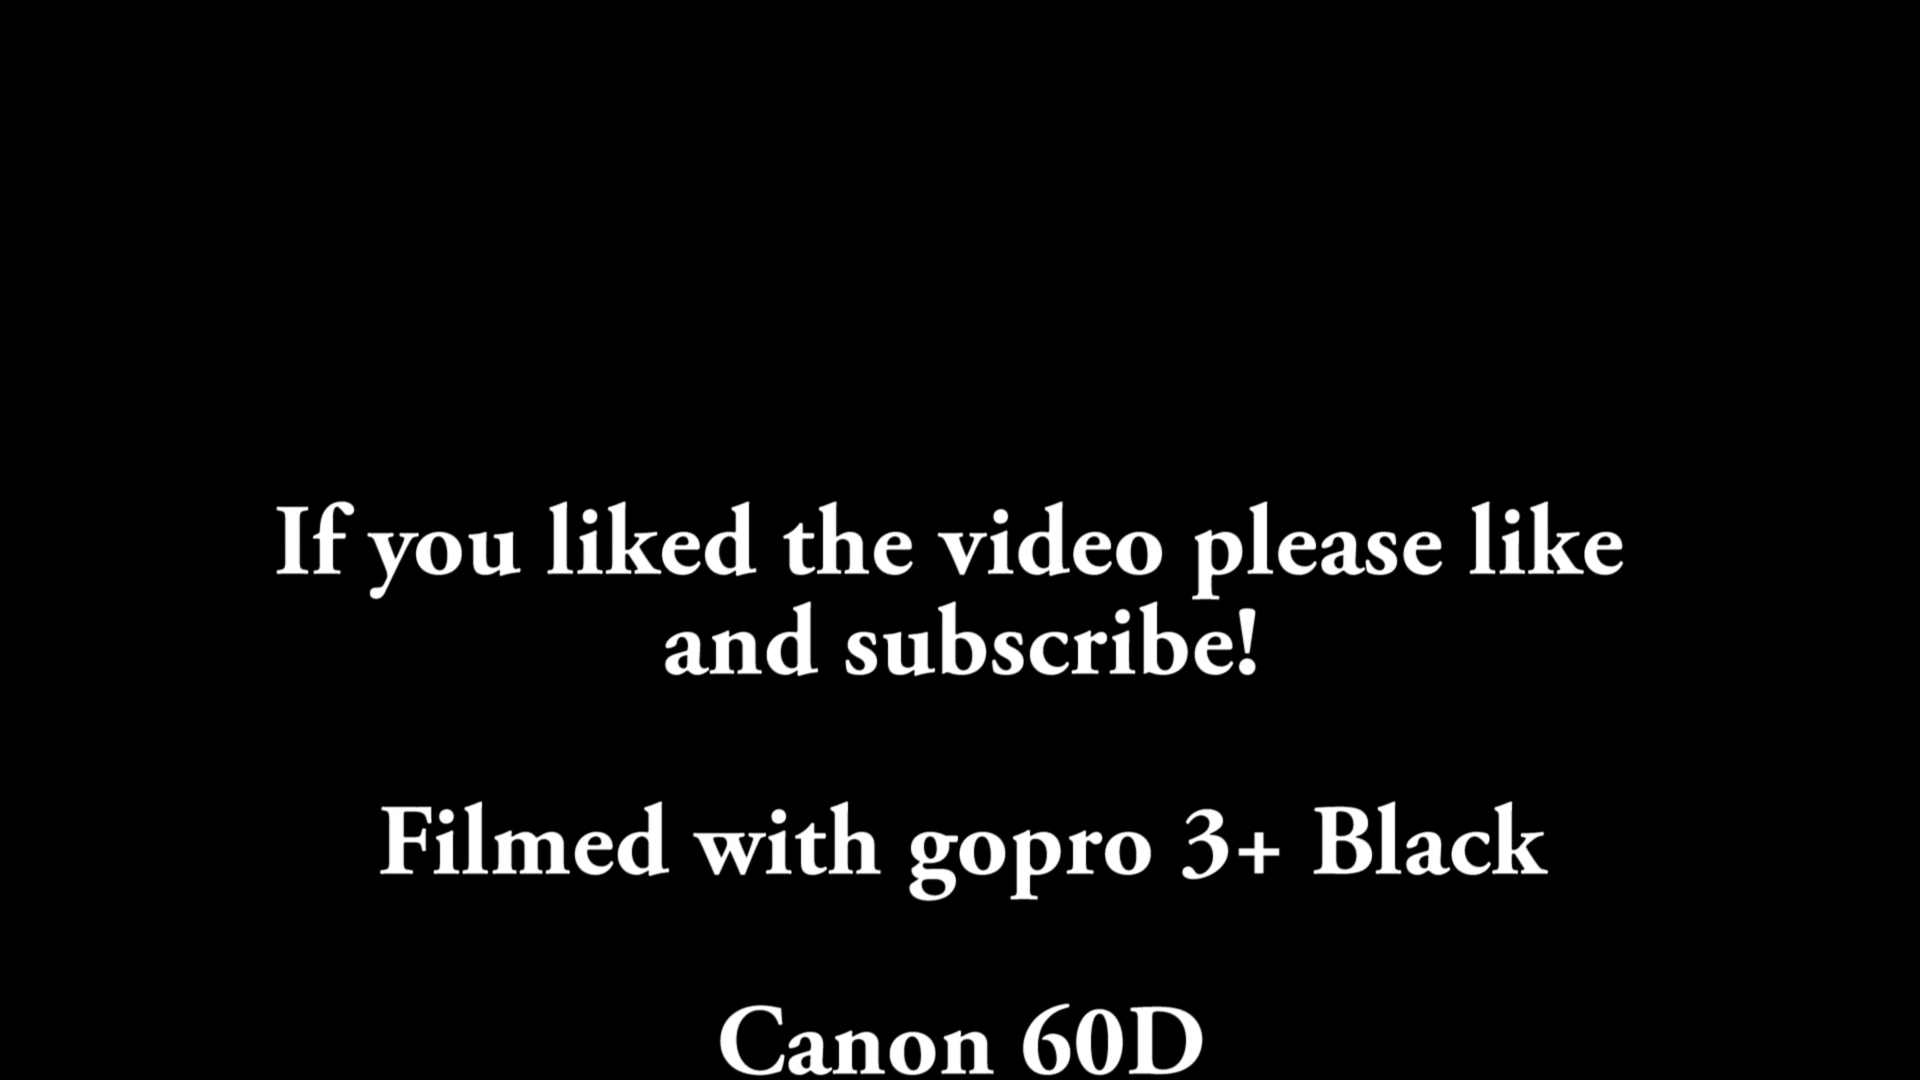 If you liked the video please like
and subscribe!
Filmed with gopro 3+ Black
Canon 60D